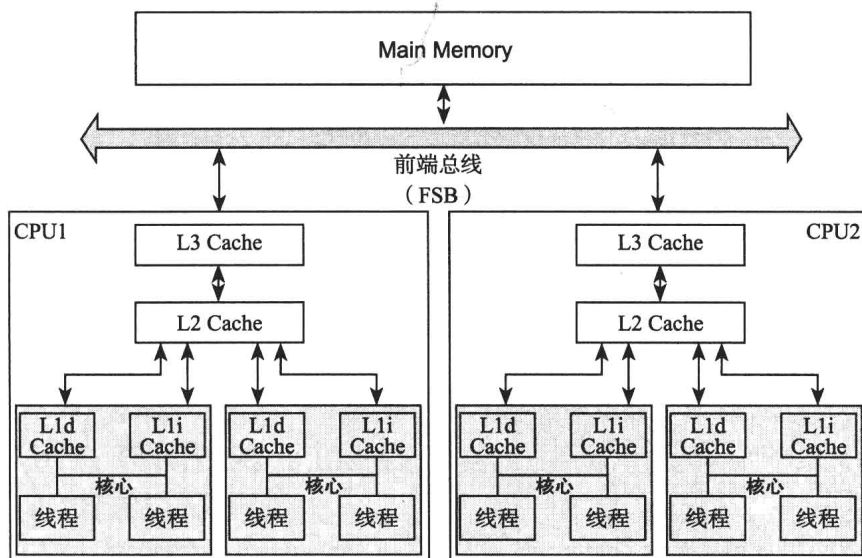 Main Memory
前端总线
（FSB）
CPU1
L3 Cache
L2 Cache
L1d
Cache
L1i
Cache
核心
线程
线程
L1d
Cache
L1i
Cache
核心
线程
线程
CPU2
L3 Cache
L2 Cache
L1d
Cache
L1i
Cache
核心
线程
线程
L1d
Cache
L1i
Cache
核心
线程
线程